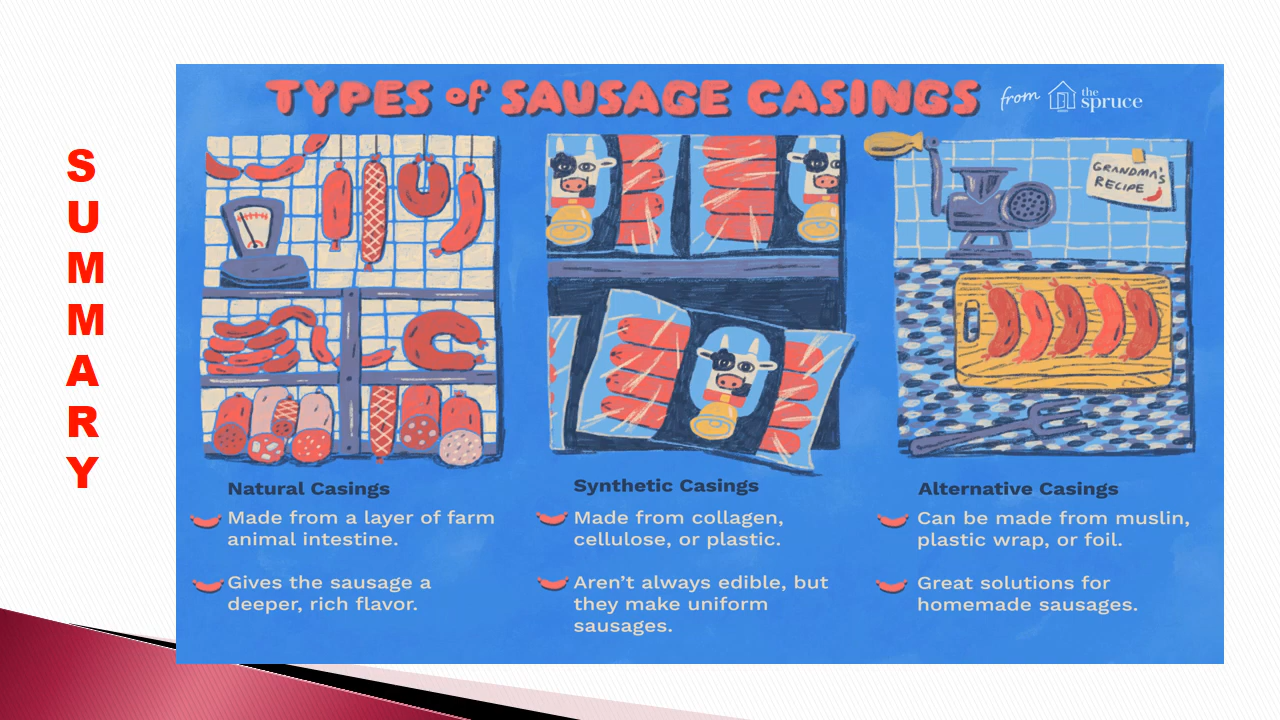 SUMMARY
TYPES of SAUSAGE CASINGS
from the spruce
GRANDMA'S
RECIPE
Natural Casings
Made from a layer of farm
animal intestine.
Gives the sausage a
deeper, rich flavor.
Synthetic Casings
Made from collagen,
cellulose, or plastic.
Aren't always edible, but
they make uniform
sausages.
Alternative Casings
Can be made from muslin,
plastic wrap, or foil.
Great solutions for
homemade sausages.